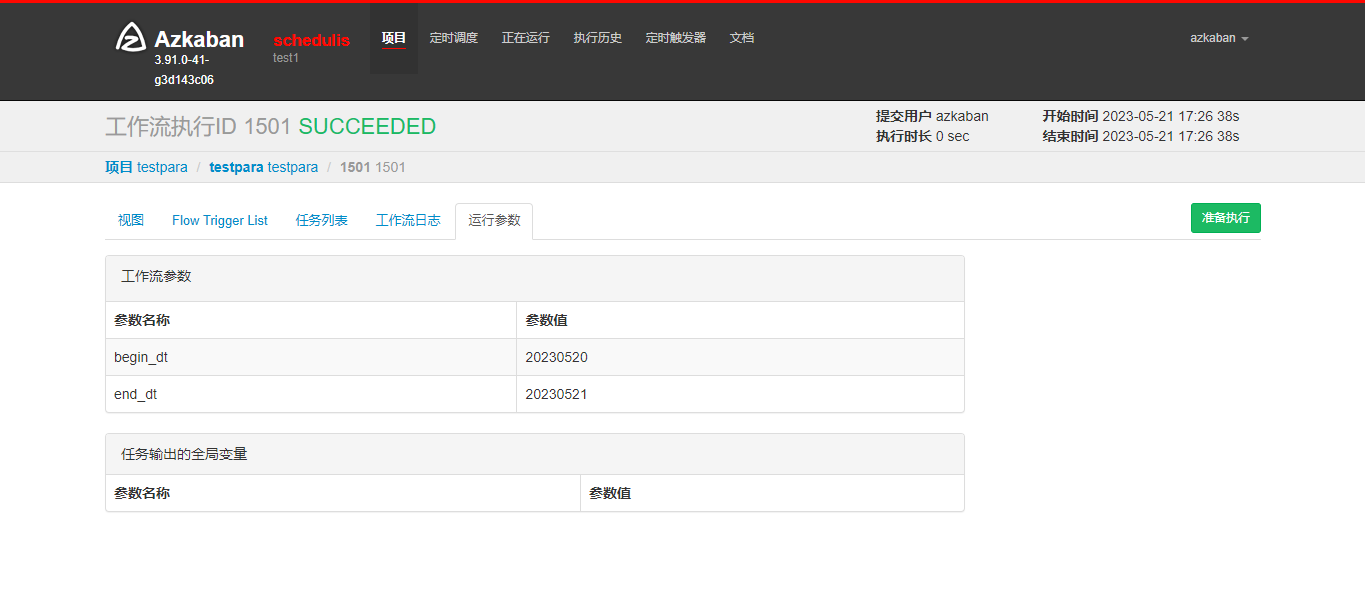 Azkaban
3.91.0-41-
g3d143c06
schedulis
test1
项目 定时调度 正在运行 执行历史 定时触发器 文档
azkaban
工作流执行ID 1501 SUCCEEDED
提交用户 azkaban 开始时间 2023-05-21 17:26 38s
执行时长 0 sec 结束时间 2023-05-21 17:26 38s
项目 testpara / testpara testpara / 1501 1501
视图 Flow Trigger List 任务列表 工作流日志 运行参数 准备执行
工作流参数
参数名称 参数值
begin_dt 20230520
end_dt 20230521
任务输出的全局变量
参数名称 参数值